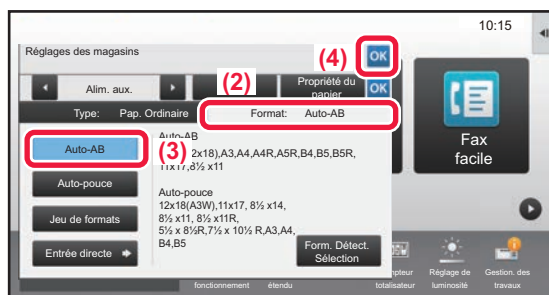 10:15
Réglages des magasins
(4)
OK
Alim. aux.
(2)
Propriété du
papier
OK
Type: Pap. Ordinaire
Format: Auto-AB
Auto-AB
(3)
Auto-AB
2x18),A3,A4,A4R,A5R,B4,B5,B5R,
11x17,8½ x11
Auto-pouce
Auto-pouce
12x18(A3W),11x17, 8½ x14,
8½ x11, 8½ x11R,
5½ x 8½R,7½ x 10½ R,A3,A4,
B4,B5
Jeu de formats
Entrée directe
Form. Détect.
Sélection
Fax
facile
fonctionnement
étendu
mpteur
totalisateur
Réglage de
luminosité
Gestion. des
travaux